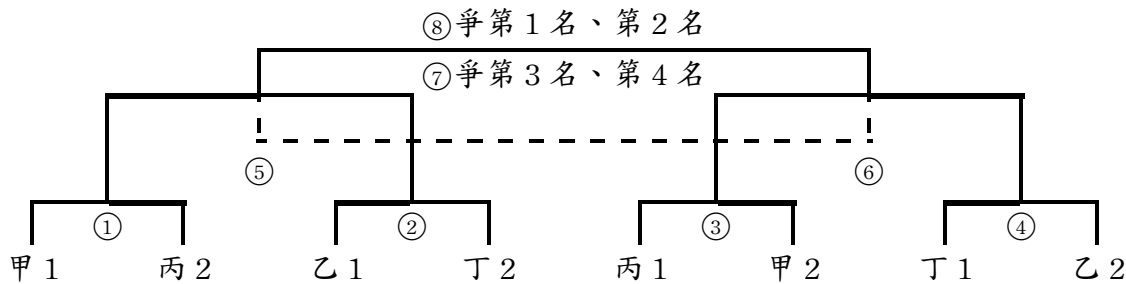 ⑧爭第1名、第2名
⑦爭第3名、第4名
⑤ ⑥
① ② ③ ④
甲1 丙2 乙1 丁2 丙1 甲2 丁1 乙2